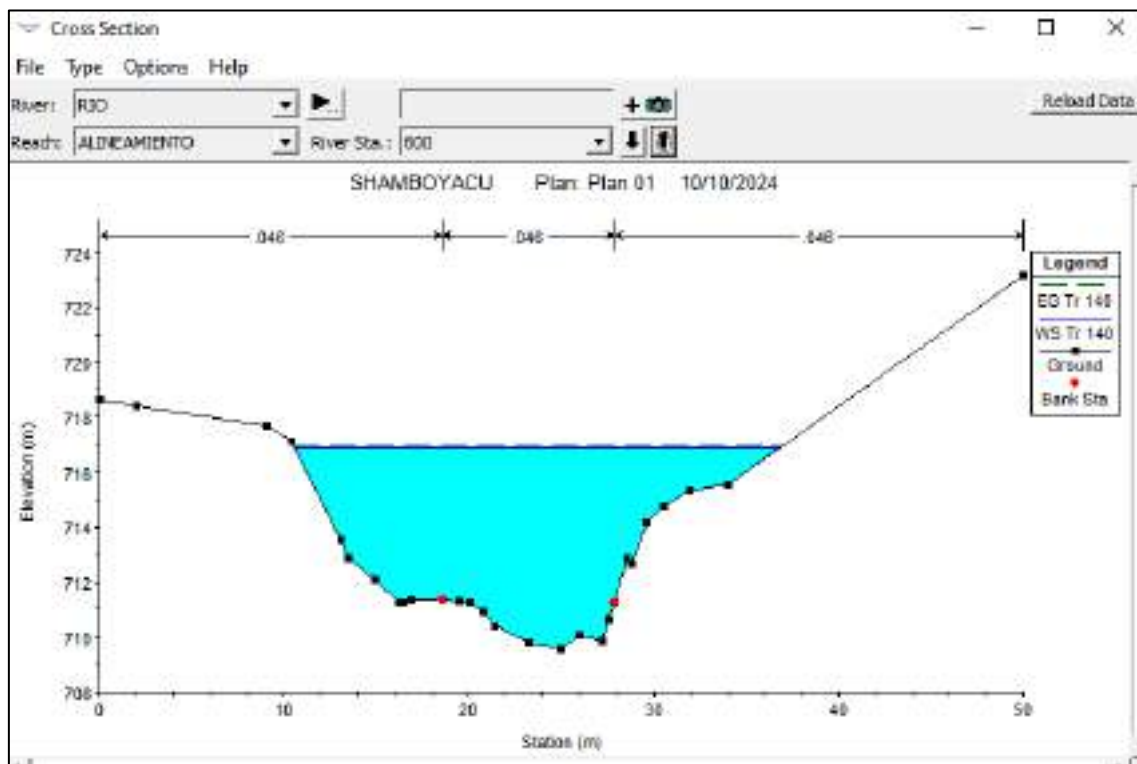 Cross Section
File Type Options Help
River: RIO Reload Data
Reach: ALINEAMIENTO River Sta.: 600
SHAMBOYACU Plan: Plan 01 10/10/2024
.046 .046 .046
Legend
EG Tr 140
WS Tr 140
Ground
Bank Sta
Elevation (m)
724
722
720
718
716
714
712
710
708
0 10 20 30 40 50
Station (m)